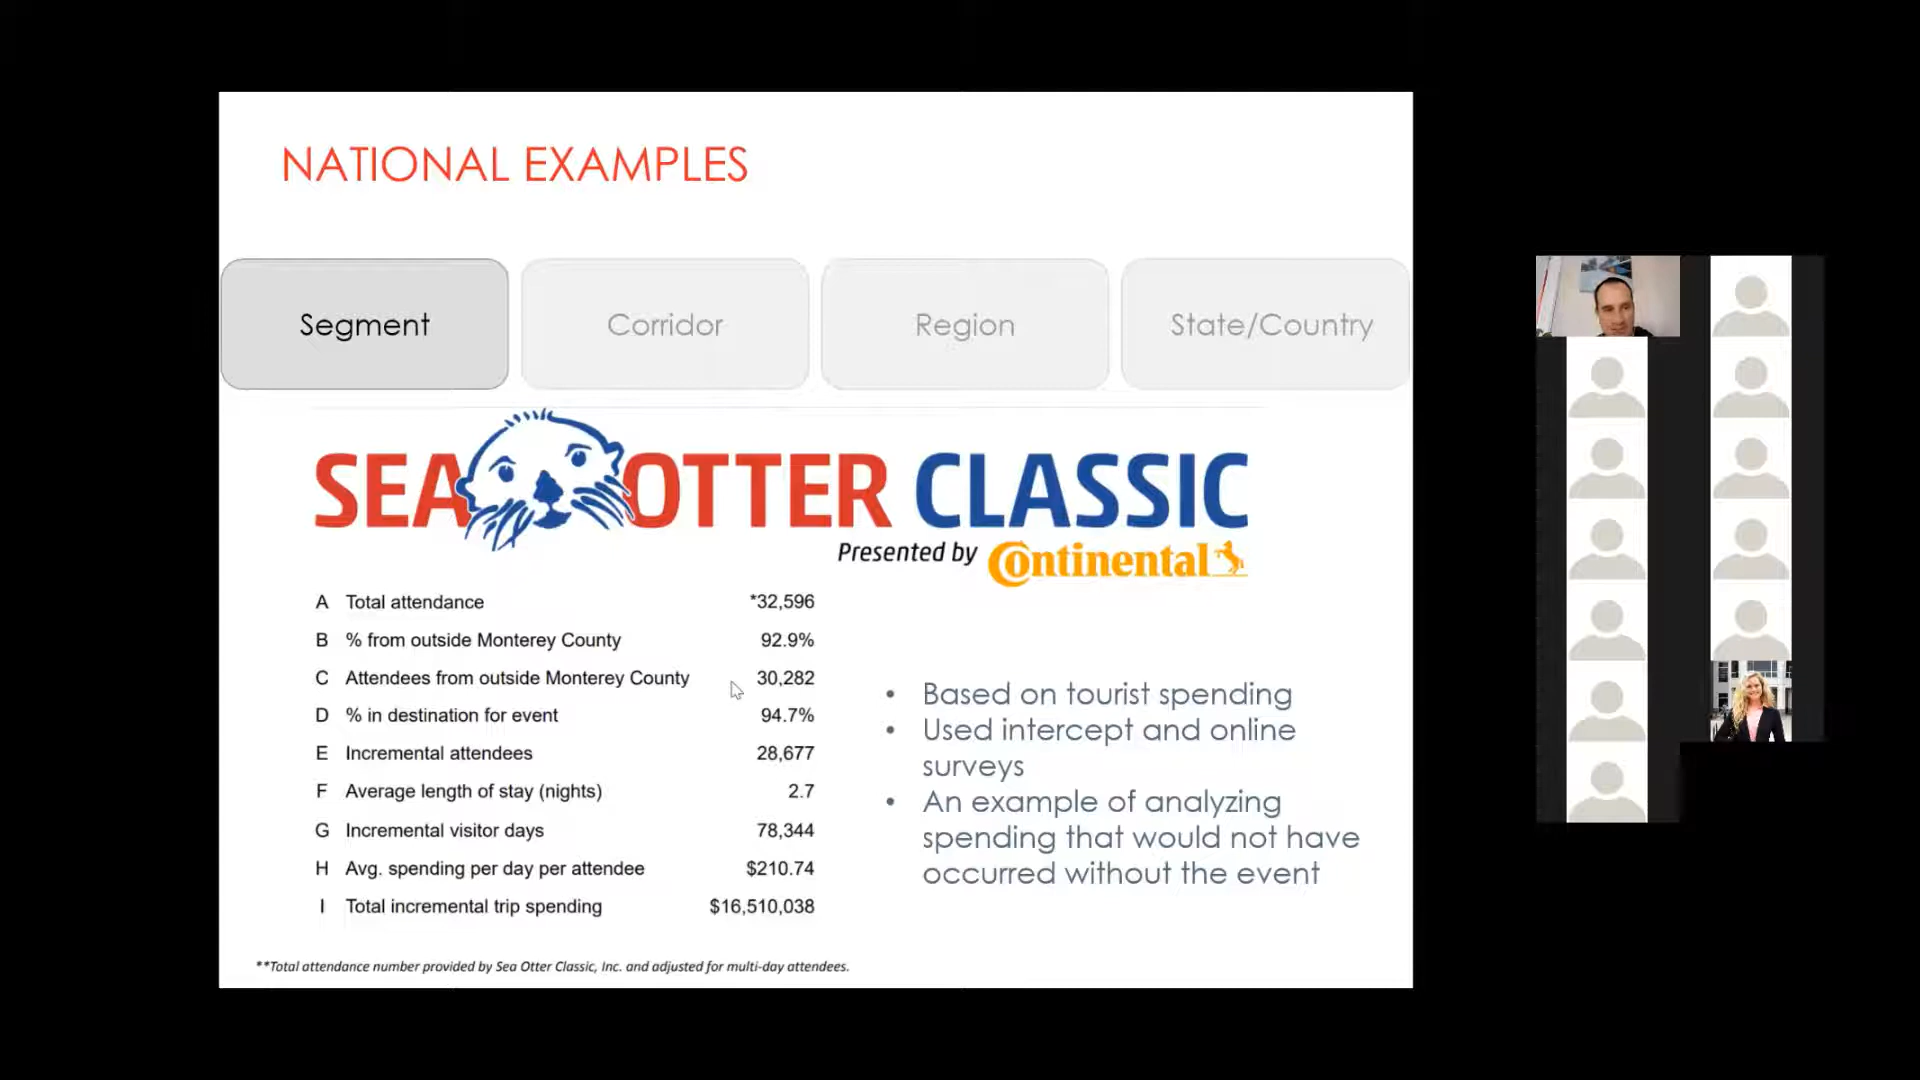 NATIONAL EXAMPLES
Segment
Corridor
Region
State/Country
SEA OTTER CLASSIC
Presented by Continental
A Total attendance *32,596
B % from outside Monterey County 92.9%
C Attendees from outside Monterey County 30,282
D % in destination for event 94.7%
E Incremental attendees 28,677
F Average length of stay (nights) 2.7
G Incremental visitor days 78,344
H Avg. spending per day per attendee $210.74
I Total incremental trip spending $16,510,038
• Based on tourist spending
• Used intercept and online
surveys
• An example of analyzing
spending that would not have
occurred without the event
**Total attendance number provided by Sea Otter Classic, Inc. and adjusted for multi-day attendees.